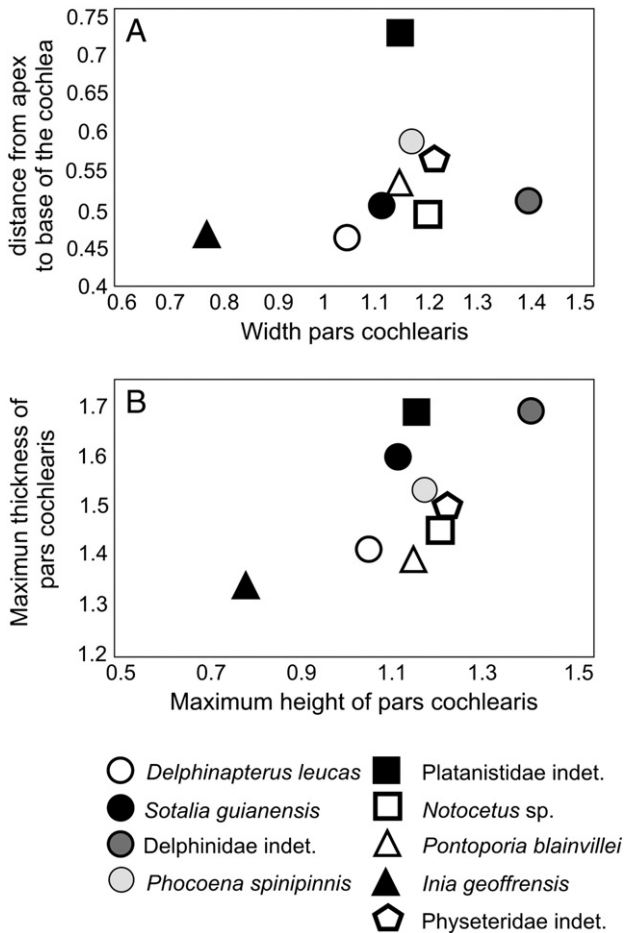 A
distance from apex
to base of the cochlea
0.75
0.7
0.65
0.6
0.55
0.5
0.45
0.4
0.6 0.7 0.8 0.9 1 1.1 1.2 1.3 1.4 1.5
Width pars cochlearis
B
Maximun thickness of
pars cochlearis
1.7
1.6
1.5
1.4
1.3
1.2
0.5 0.7 0.9 1.1 1.3 1.5
Maximum height of pars cochlearis
Delphinapterus leucas Platanistidae indet.
Sotalia guianensis Notocetus sp.
Delphinidae indet. Pontoporia blainvillei
Phocoena spinipinnis Inia geoffrensis
Physeteridae indet.